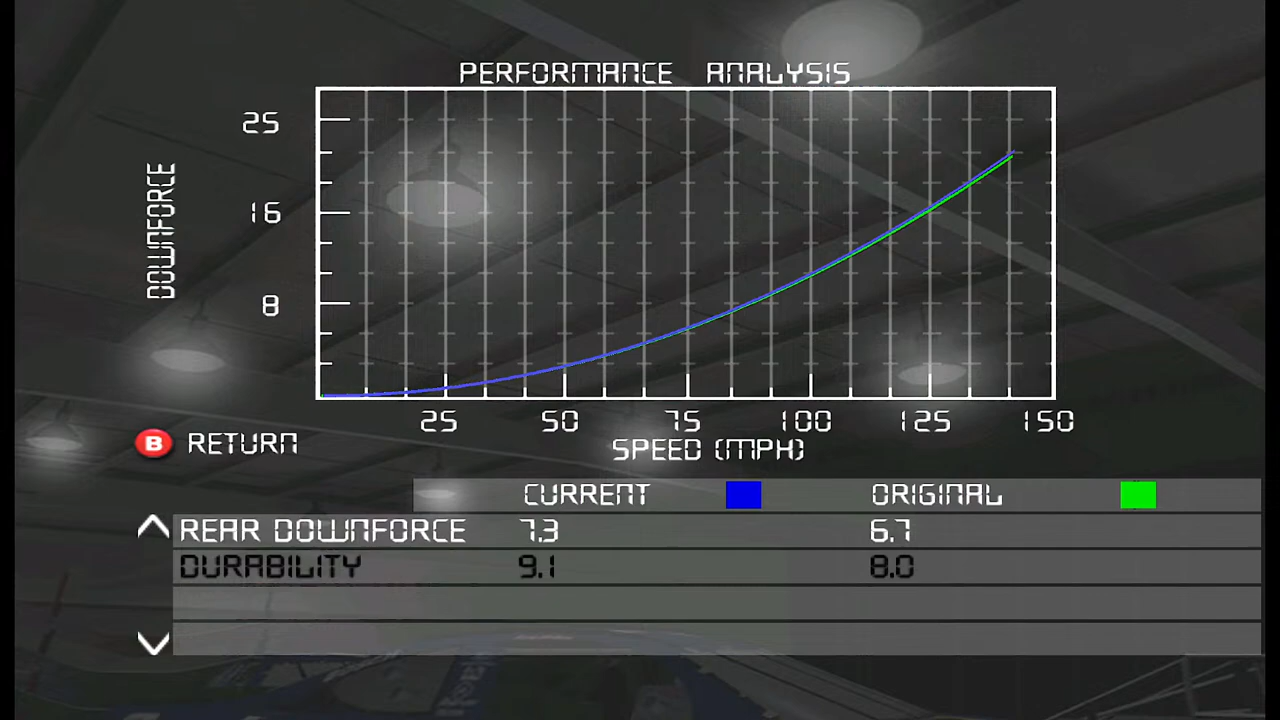 PERFORMANCE ANALYSIS
25
16
8
DOWNFORCE
25 50 75 100 125 150
SPEED (MPH)
B RETURN
CURRENT ORIGINAL
REAR DOWNFORCE 7.3 6.7
DURABILITY 9.1 8.0